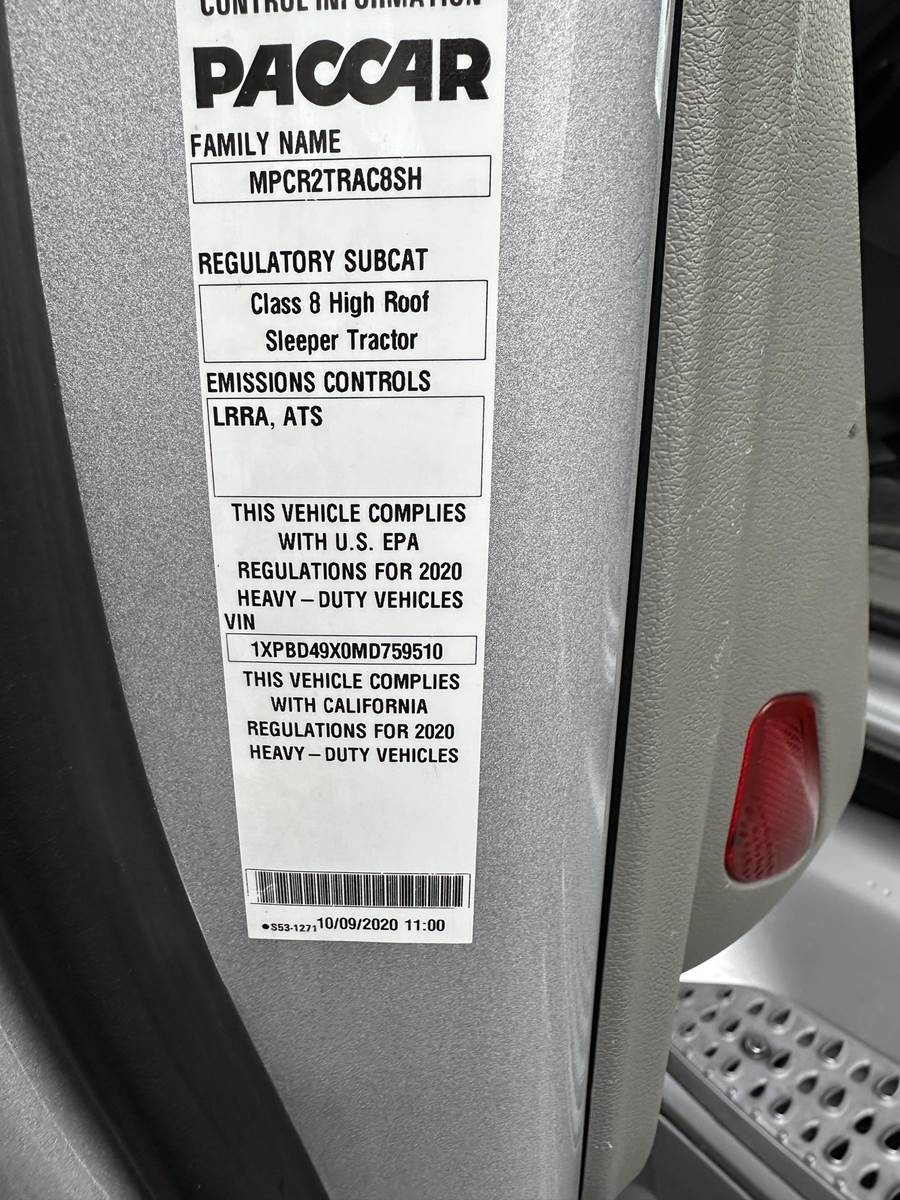 CONTROL INFORMATION
PACCAR
FAMILY NAME
MPCR2TRAC8SH
REGULATORY SUBCAT
Class 8 High Roof
Sleeper Tractor
EMISSIONS CONTROLS
LRRA, ATS
THIS VEHICLE COMPLIES
WITH U.S. EPA
REGULATIONS FOR 2020
HEAVY–DUTY VEHICLES
VIN
1XPBD49X0MD759510
THIS VEHICLE COMPLIES
WITH CALIFORNIA
REGULATIONS FOR 2020
HEAVY–DUTY VEHICLES
●S53-1271 10/09/2020 11:00